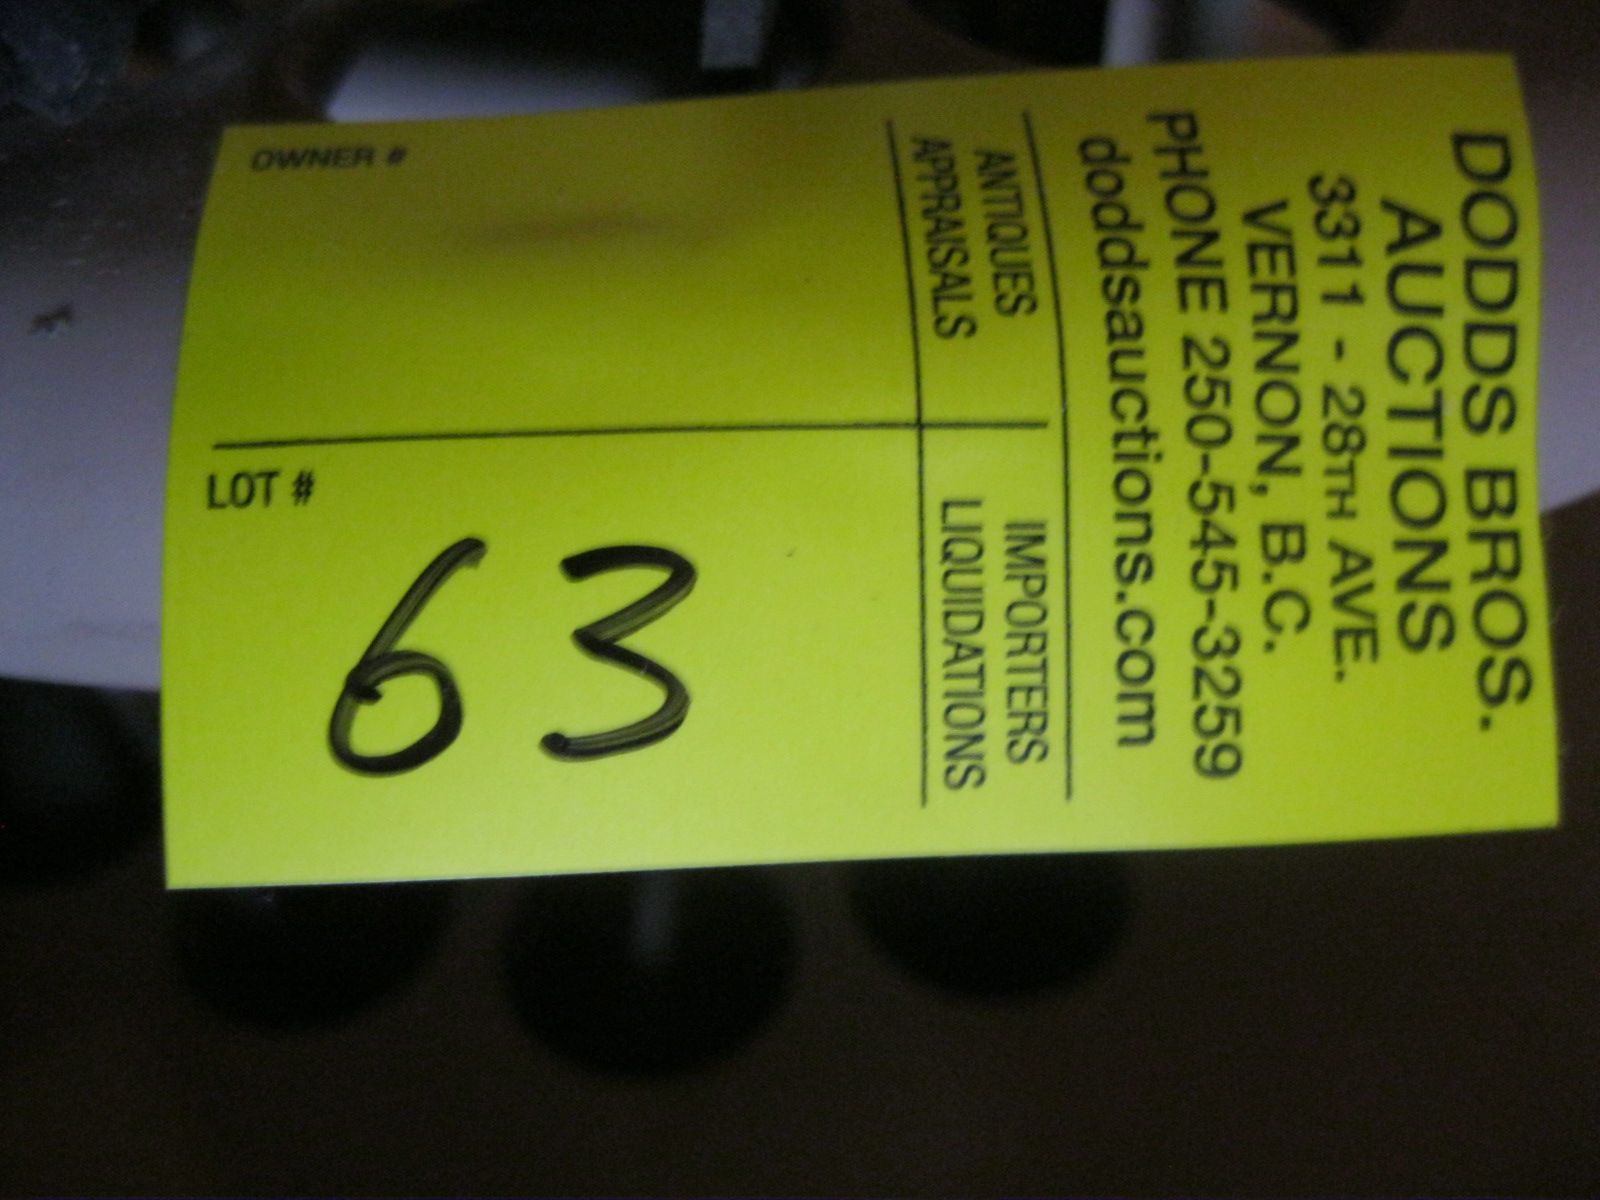 DODDS BROS.
AUCTIONS
3311 - 28TH AVE.
VERNON, B.C.
PHONE 250-545-3259
doddsauctions.com
ANTIQUES
APPRAISALS
IMPORTERS
LIQUIDATIONS
OWNER #
LOT #
63